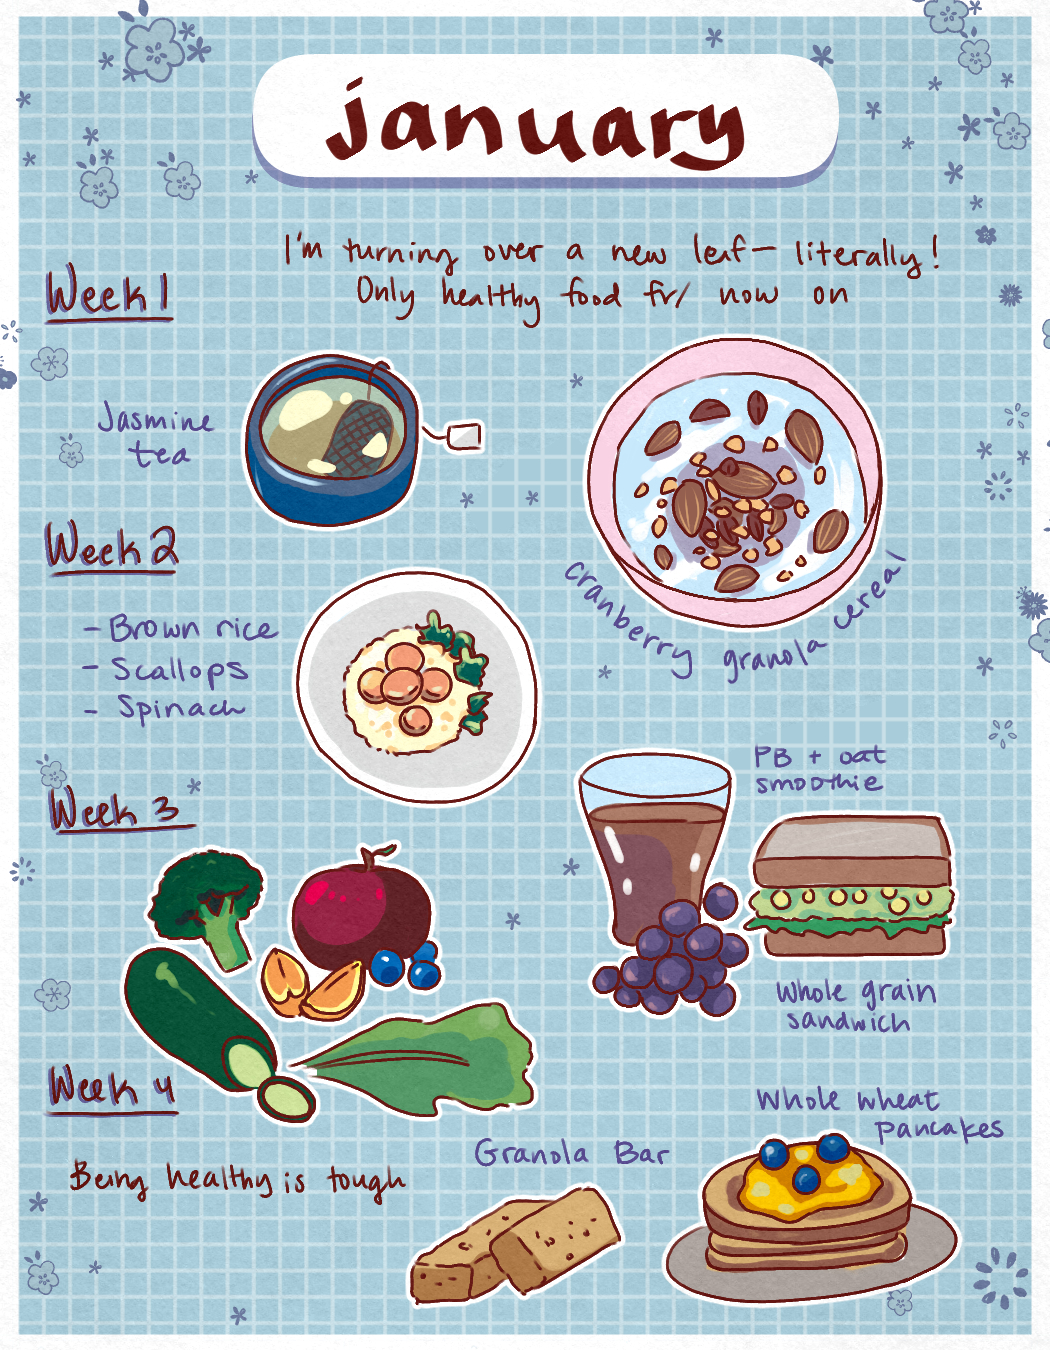 january
I'm turning over a new leaf— literally!
Only healthy food fr/ now on
Week 1
Jasmine
tea
cranberry granola cereal
Week 2
- Brown rice
- Scallops
- Spinach
Week 3
PB + oat
smoothie
Whole grain
sandwich
Week 4
Being healthy is tough
Granola Bar
Whole wheat
pancakes